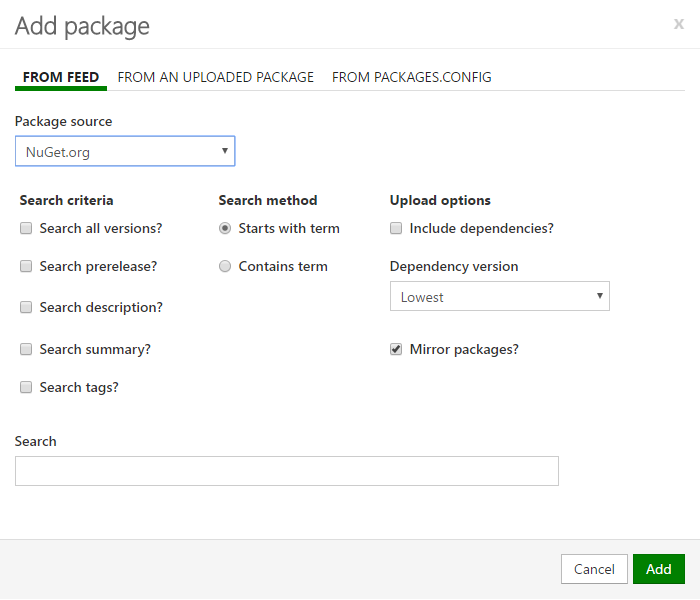 Add package
x
FROM FEED FROM AN UPLOADED PACKAGE FROM PACKAGES.CONFIG
Package source
NuGet.org
Search criteria Search method Upload options
Search all versions? Starts with term Include dependencies?
Search prerelease? Contains term Dependency version
Search description? Lowest
Search summary? Mirror packages?
Search tags?
Search
Cancel Add